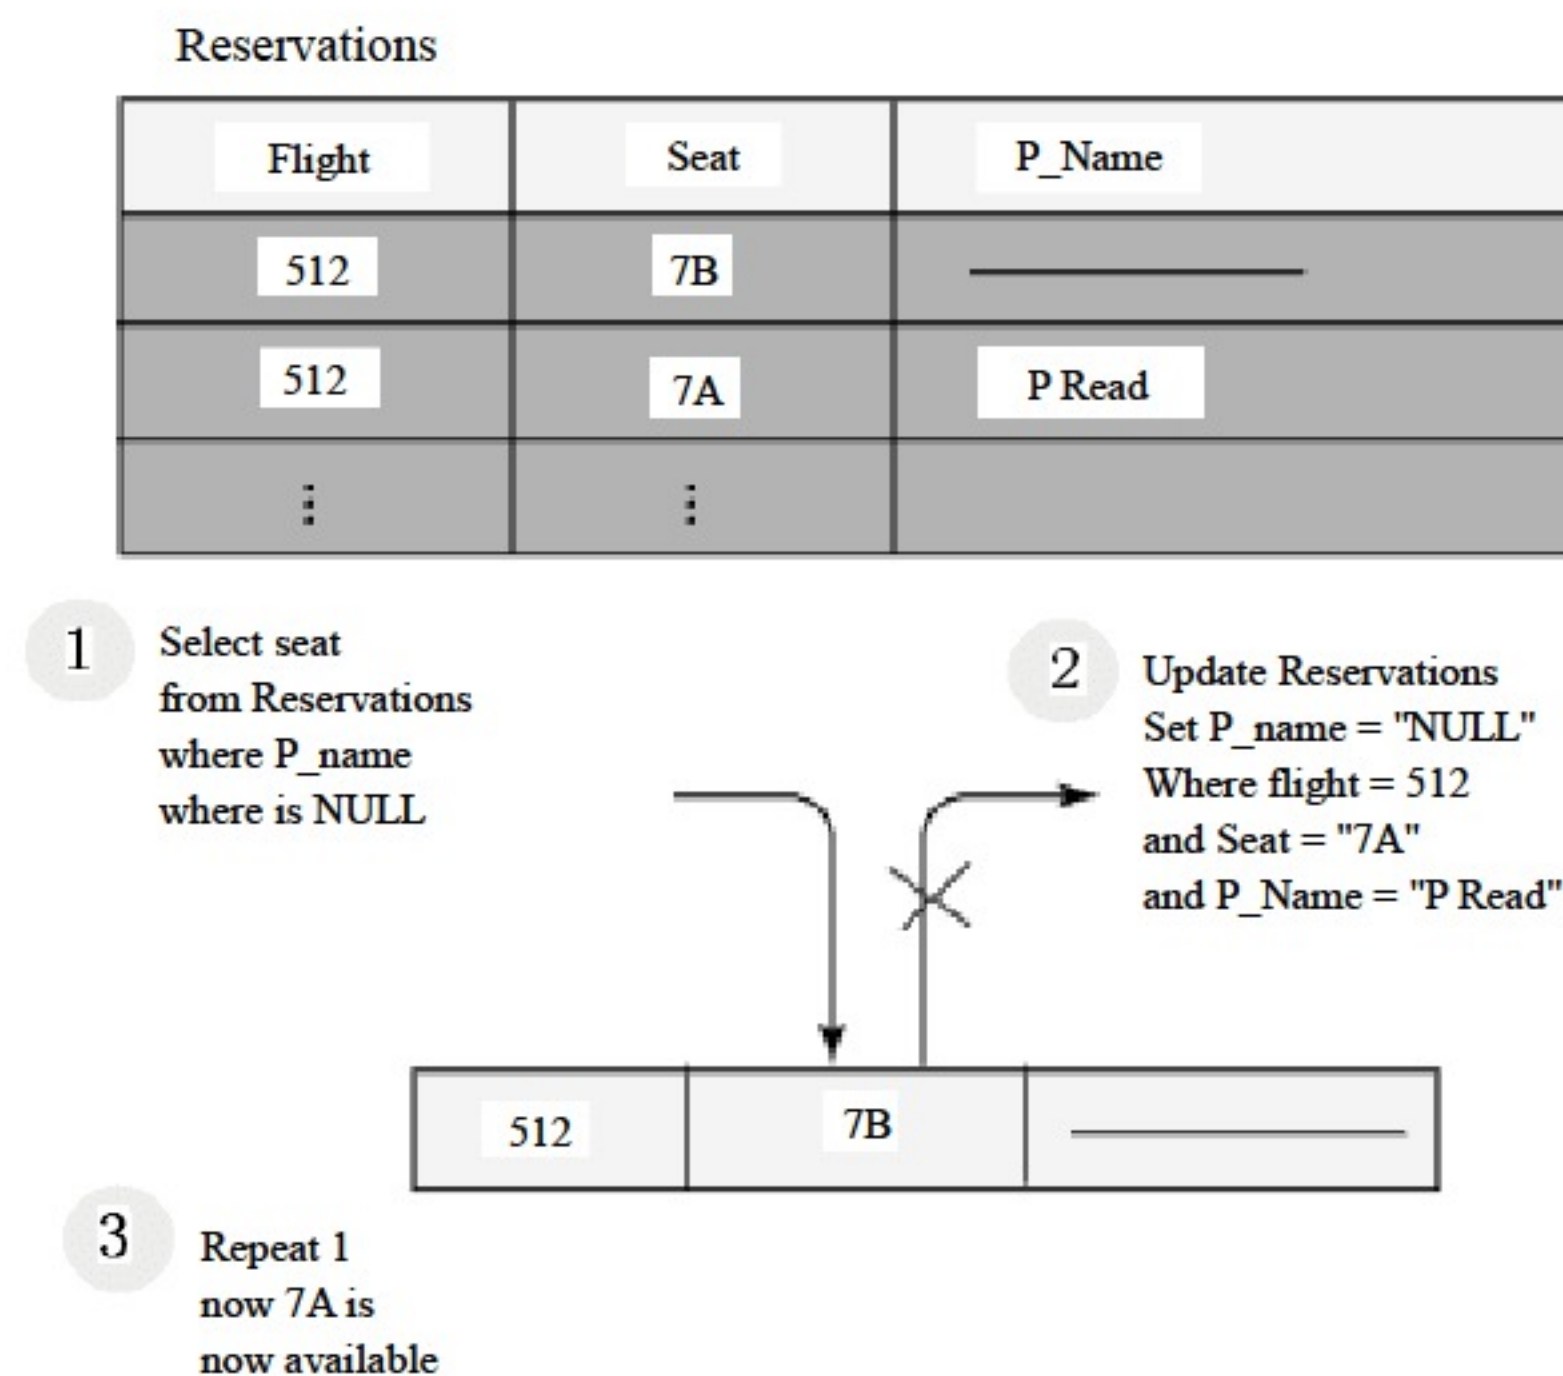 Reservations
Flight Seat P_Name
512 7B
512 7A P Read
1
Select seat
from Reservations
where P_name
where is NULL
2
Update Reservations
Set P_name = "NULL"
Where flight = 512
and Seat = "7A"
and P_Name = "P Read"
512 7B
3
Repeat 1
now 7A is
now available